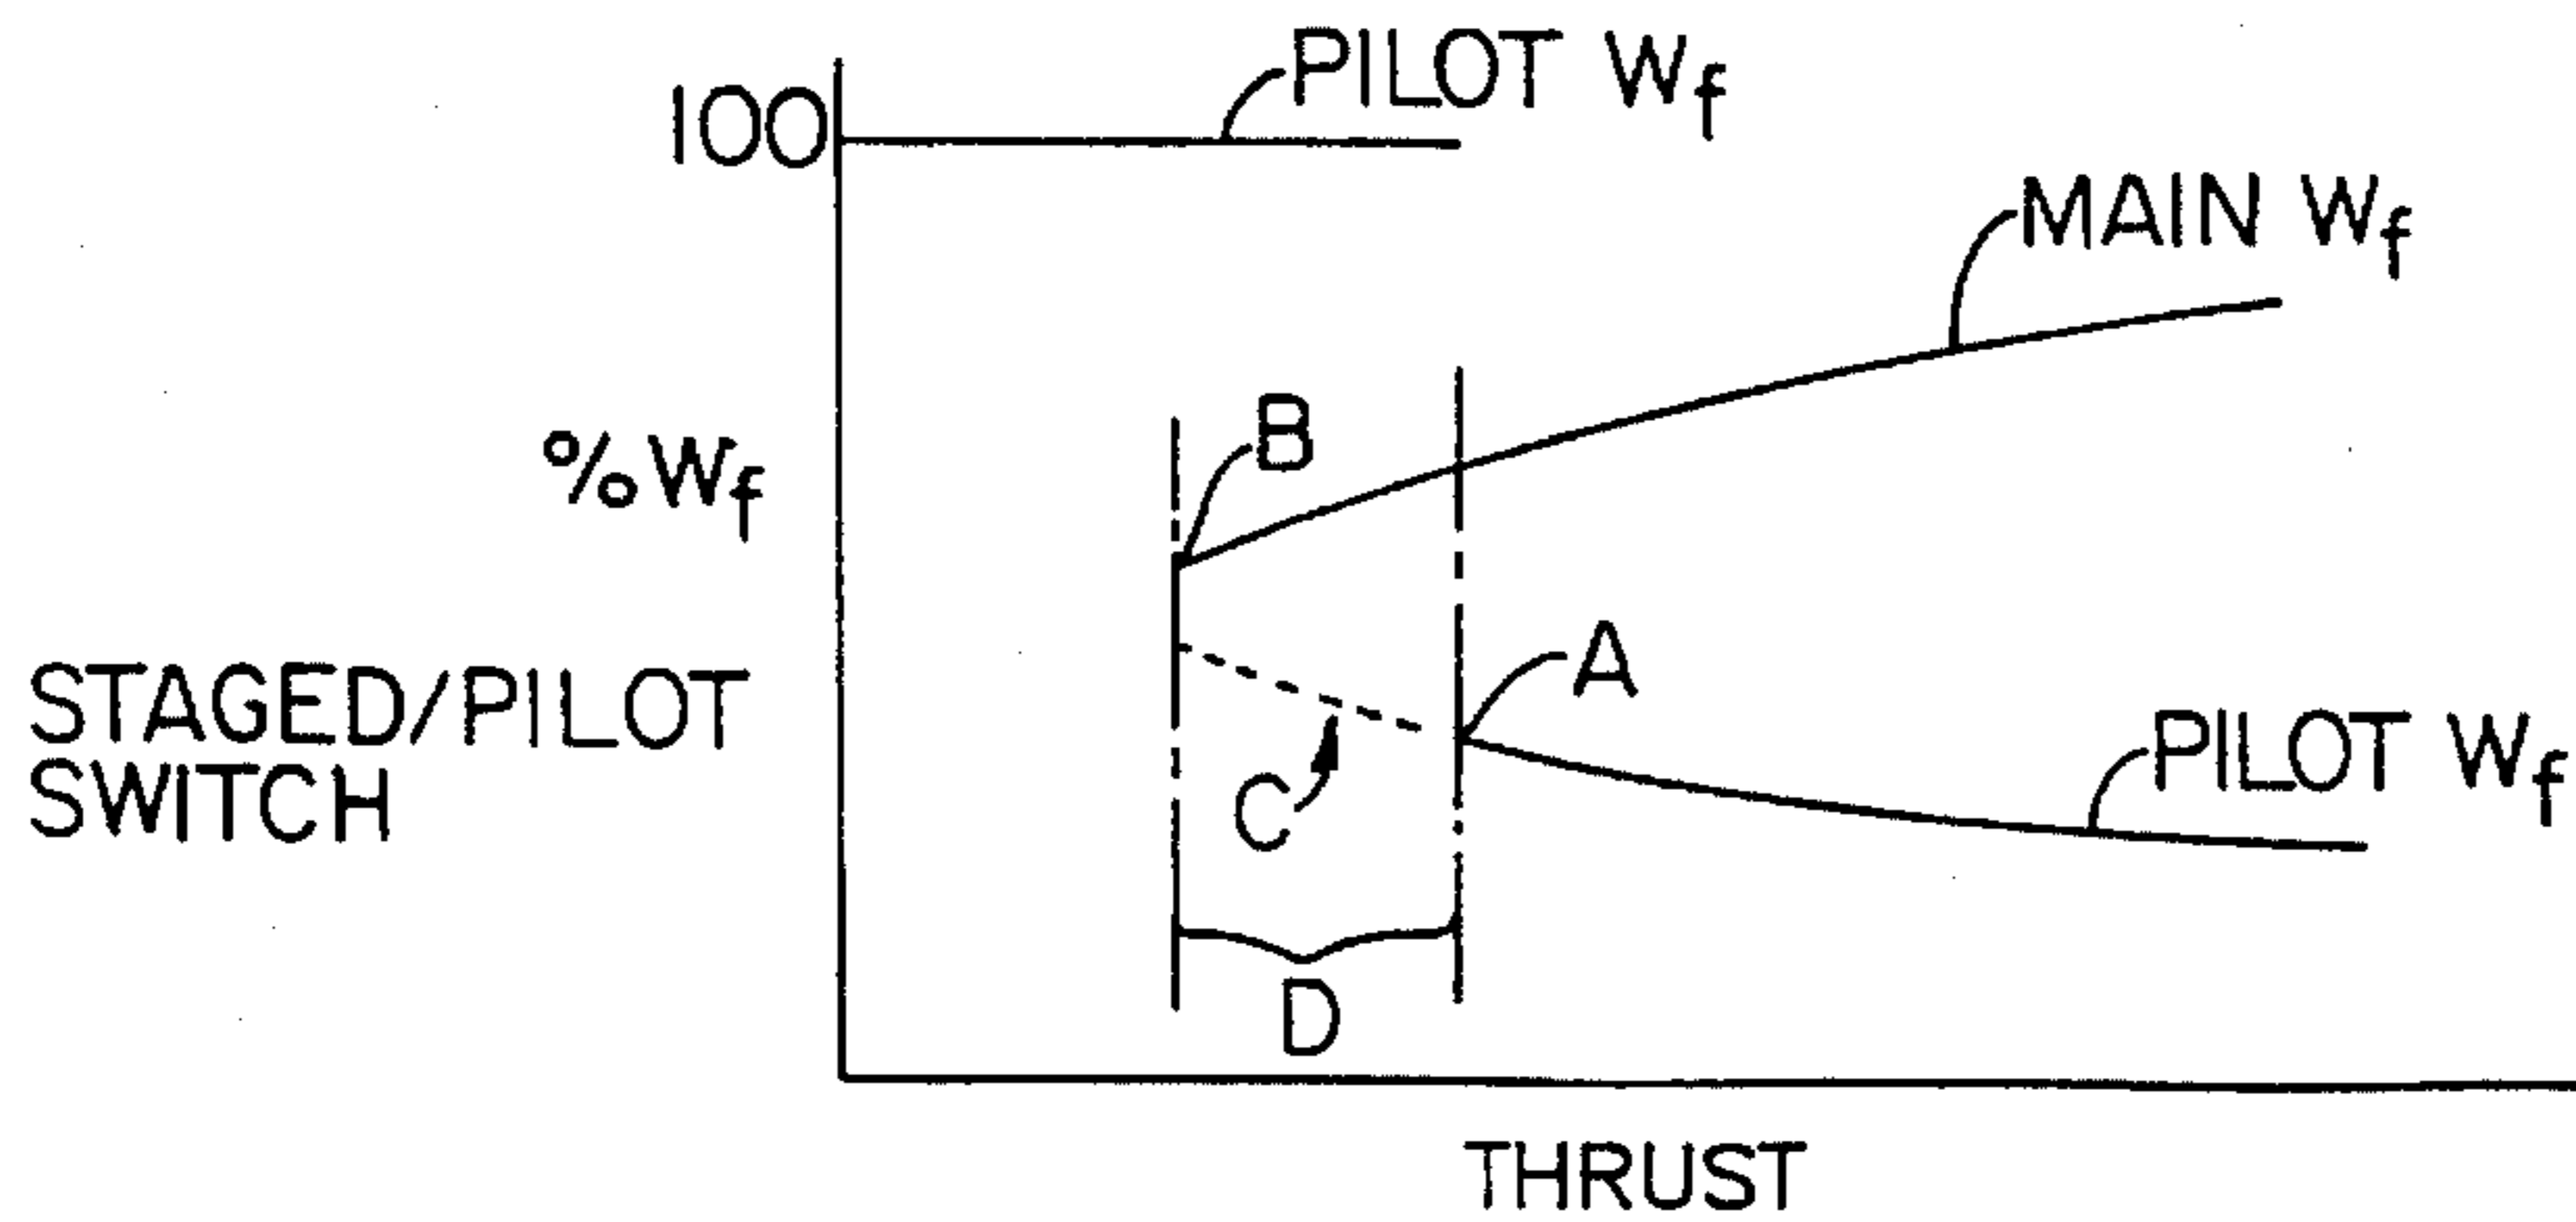 PILOT Wf
100
MAIN Wf
B
%Wf
A
STAGED/PILOT
SWITCH
PILOT Wf
C
D
THRUST